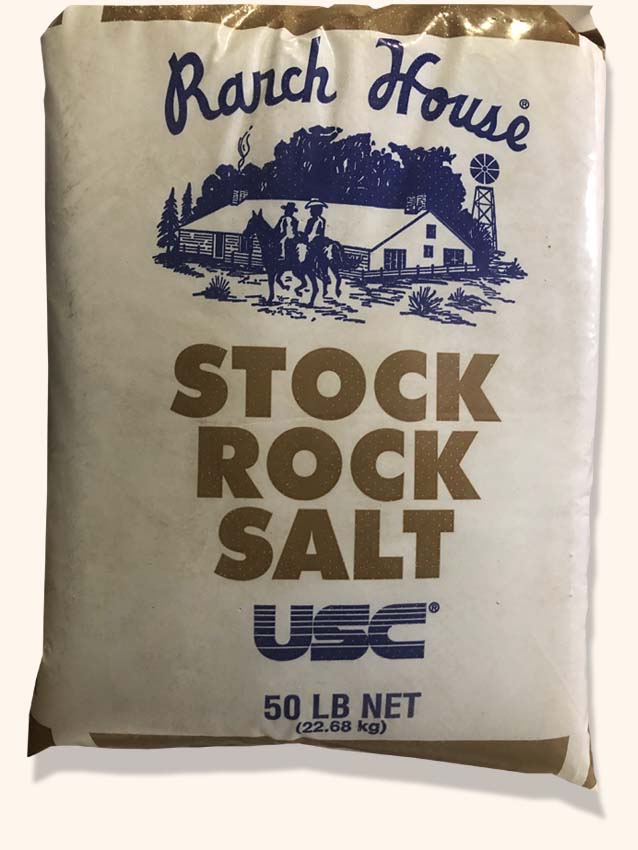 Ranch House®
STOCK
ROCK
SALT
USC®
50 LB NET
(22.68 kg)